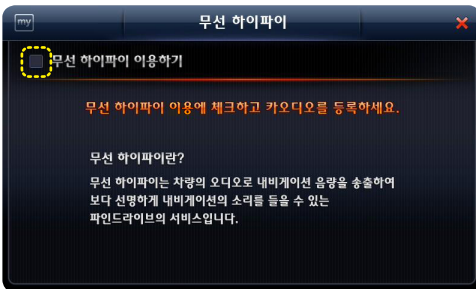 my
무선 하이파이
무선 하이파이 이용하기
무선 하이파이 이용에 체크하고 카오디오를 등록하세요.
무선 하이파이란?
무선 하이파이는 차량의 오디오로 내비게이션 음량을 송출하여
보다 선명하게 내비게이션의 소리를 들을 수 있는
파인드라이브의 서비스입니다.